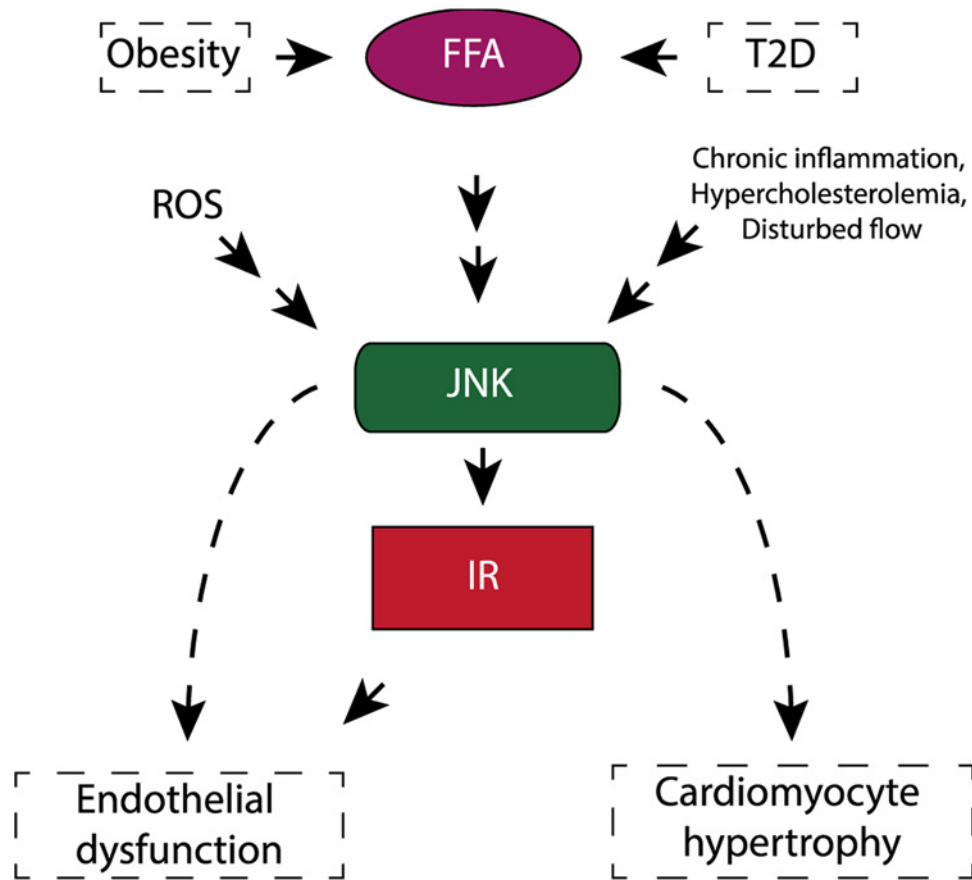 Obesity
FFA
T2D
ROS
Chronic inflammation,
Hypercholesterolemia,
Disturbed flow
JNK
IR
Endothelial
dysfunction
Cardiomyocyte
hypertrophy